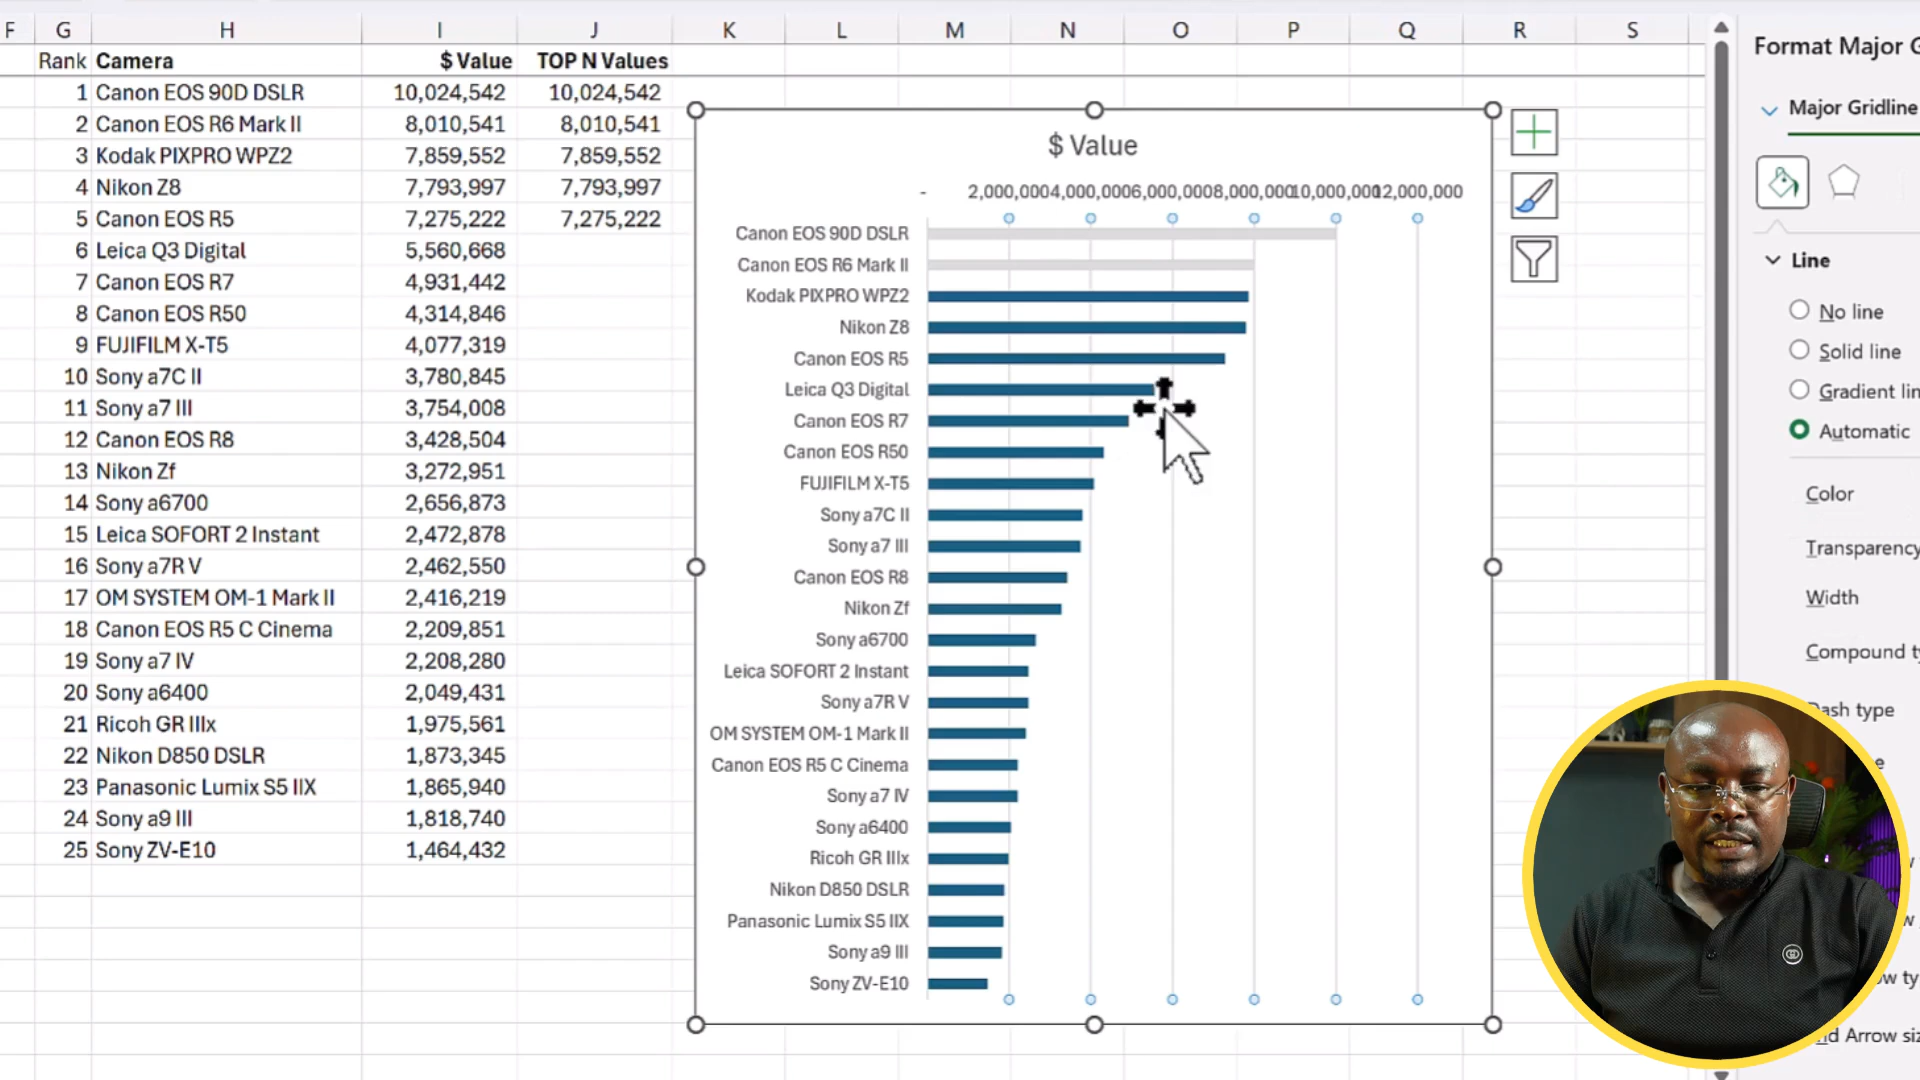 F G H I J K L M N O P Q R S
Rank Camera $ Value TOP N Values
1 Canon EOS 90D DSLR 10,024,542 10,024,542
2 Canon EOS R6 Mark II 8,010,541 8,010,541
3 Kodak PIXPRO WPZ2 7,859,552 7,859,552
4 Nikon Z8 7,793,997 7,793,997
5 Canon EOS R5 7,275,222 7,275,222
6 Leica Q3 Digital 5,560,668
7 Canon EOS R7 4,931,442
8 Canon EOS R50 4,314,846
9 FUJIFILM X-T5 4,077,319
10 Sony a7C II 3,780,845
11 Sony a7 III 3,754,008
12 Canon EOS R8 3,428,504
13 Nikon Zf 3,272,951
14 Sony a6700 2,656,873
15 Leica SOFORT 2 Instant 2,472,878
16 Sony a7R V 2,462,550
17 OM SYSTEM OM-1 Mark II 2,416,219
18 Canon EOS R5 C Cinema 2,209,851
19 Sony a7 IV 2,208,280
20 Sony a6400 2,049,431
21 Ricoh GR IIIx 1,975,561
22 Nikon D850 DSLR 1,873,345
23 Panasonic Lumix S5 IIX 1,865,940
24 Sony a9 III 1,818,740
25 Sony ZV-E10 1,464,432
$ Value
- 2,000,000 4,000,000 6,000,000 8,000,000 10,000,000 12,000,000
Canon EOS 90D DSLR
Canon EOS R6 Mark II
Kodak PIXPRO WPZ2
Nikon Z8
Canon EOS R5
Leica Q3 Digital
Canon EOS R7
Canon EOS R50
FUJIFILM X-T5
Sony a7C II
Sony a7 III
Canon EOS R8
Nikon Zf
Sony a6700
Leica SOFORT 2 Instant
Sony a7R V
OM SYSTEM OM-1 Mark II
Canon EOS R5 C Cinema
Sony a7 IV
Sony a6400
Ricoh GR IIIx
Nikon D850 DSLR
Panasonic Lumix S5 IIX
Sony a9 III
Sony ZV-E10
Format Major G
Major Gridline
Line
No line
Solid line
Gradient lin
Automatic
Color
Transparency
Width
Compound ty
Dash type
Arrow siz